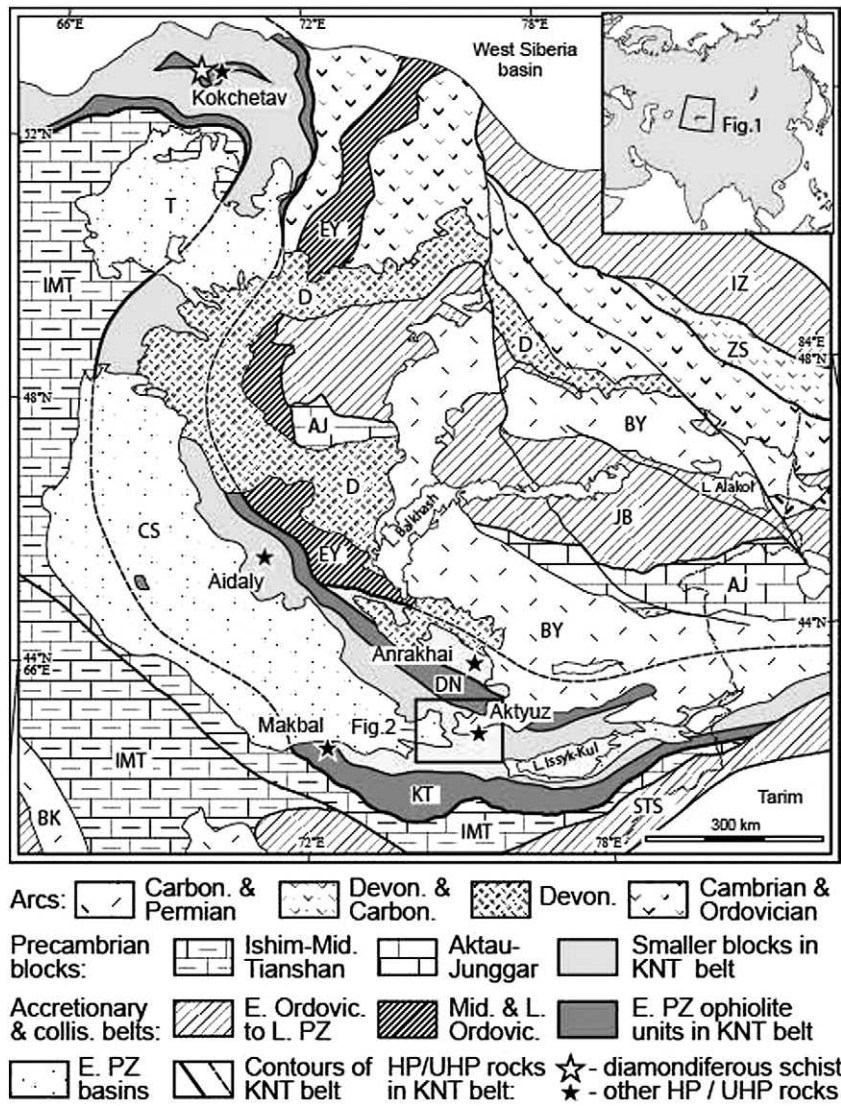 66°E
72°E
78°E
West Siberia
basin
Kokchetav
Fig.1
52°N
T
EY
IMT
D
IZ
84°E
48°N
D
ZS
48°N
AJ
BY
D
L. Alakol
L. Balkhash
JB
CS
EY
Aidaly
AJ
BY
44°N
Anrakhai
44°N
66°E
DN
Makbal
Fig.2
Aktyuz
IMT
L. Issyk-Kul
KT
STS
Tarim
BK
IMT
300 km
72°E
78°E
Arcs:
Carbon. &
Permian
Devon. &
Carbon.
Devon.
Cambrian &
Ordovician
Precambrian
blocks:
Ishim-Mid.
Tianshan
Aktau-
Junggar
Smaller blocks in
KNT belt
Accretionary
& collis. belts:
E. Ordovic.
to L. PZ
Mid. & L.
Ordovic.
E. PZ ophiolite
units in KNT belt
E. PZ
basins
Contours of
KNT belt
HP/UHP rocks
in KNT belt:
- diamondiferous schist
- other HP / UHP rocks